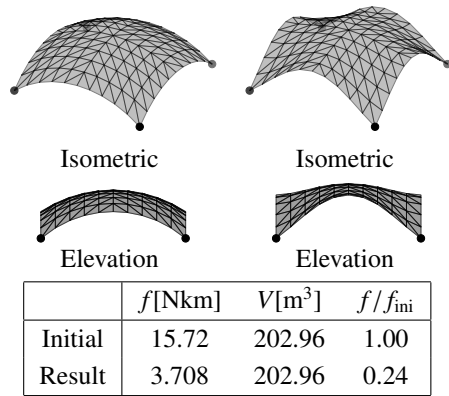 Isometric Isometric
Elevation Elevation
f[Nkm] V[m³] f/f_ini
Initial 15.72 202.96 1.00
Result 3.708 202.96 0.24